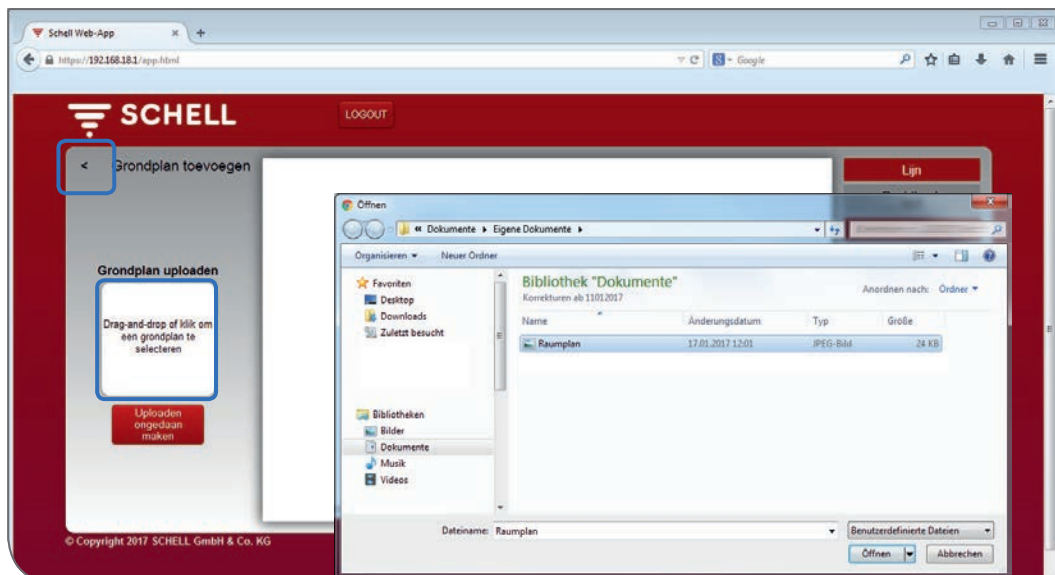 Schell Web-App x +
https://192.168.18.1/app.html
Google
SCHELL
LOGOUT
< Grondplan toevoegen
Lijn
Öffnen
« Dokumente ▸ Eigene Dokumente ▸
Organisieren Neuer Ordner
Grondplan uploaden
Drag-and-drop of klik om
een grondplan te
selecteren
Uploaden
ongedaan
maken
Favoriten
Desktop
Downloads
Zuletzt besucht
Bibliotheken
Bilder
Dokumente
Musik
Videos
Bibliothek "Dokumente"
Korrekturen ab 11012017
Anordnen nach: Ordner
Name Änderungsdatum Typ Größe
Raumplan 17.01.2017 12:01 JPEG-Bild 24 KB
Dateiname: Raumplan Benutzerdefinierte Dateien
Öffnen Abbrechen
© Copyright 2017 SCHELL GmbH & Co. KG